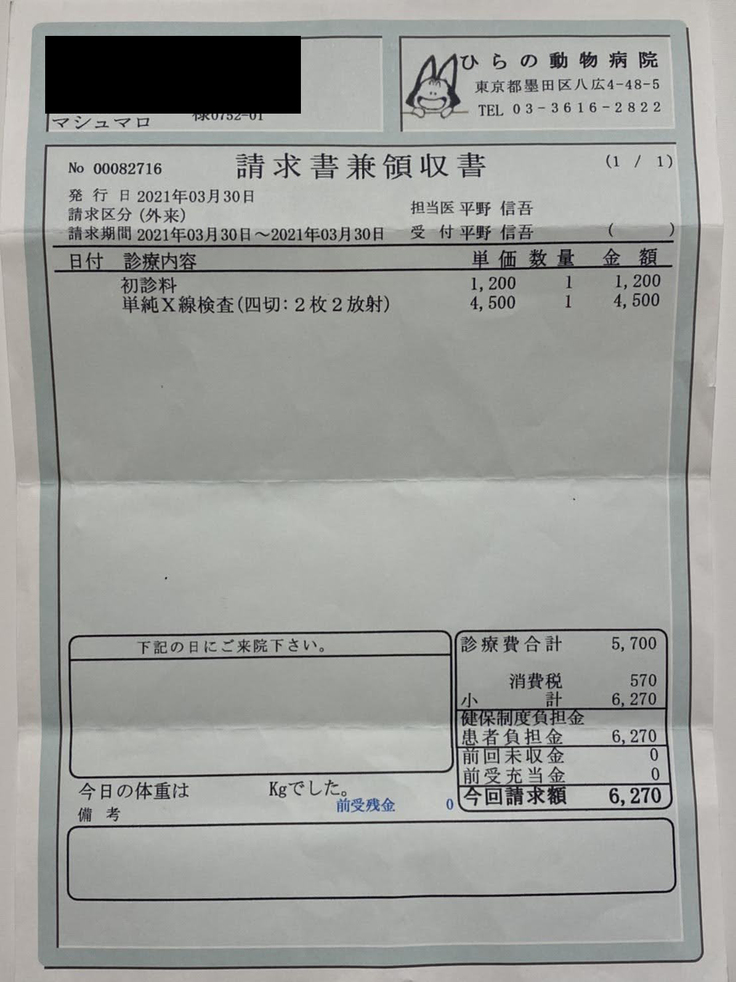 マシュマロ
様0752-01
ひらの動物病院
東京都墨田区八広4-48-5
TEL 03-3616-2822
No 00082716
請求書兼領収書
(1 / 1)
発行日 2021年03月30日
請求区分(外来)
担当医 平野 信吾
請求期間 2021年03月30日～2021年03月30日
受付 平野 信吾 ( )
日付 診療内容 単価 数量 金額
初診料 1,200 1 1,200
単純X線検査(四切:2枚2放射) 4,500 1 4,500
下記の日にご来院下さい。
診療費合計 5,700
消費税 570
小計 6,270
健保制度負担金
患者負担金 6,270
前回未収金 0
前受充当金 0
今回請求額 6,270
今日の体重は Kgでした。
前受残金 0
備考